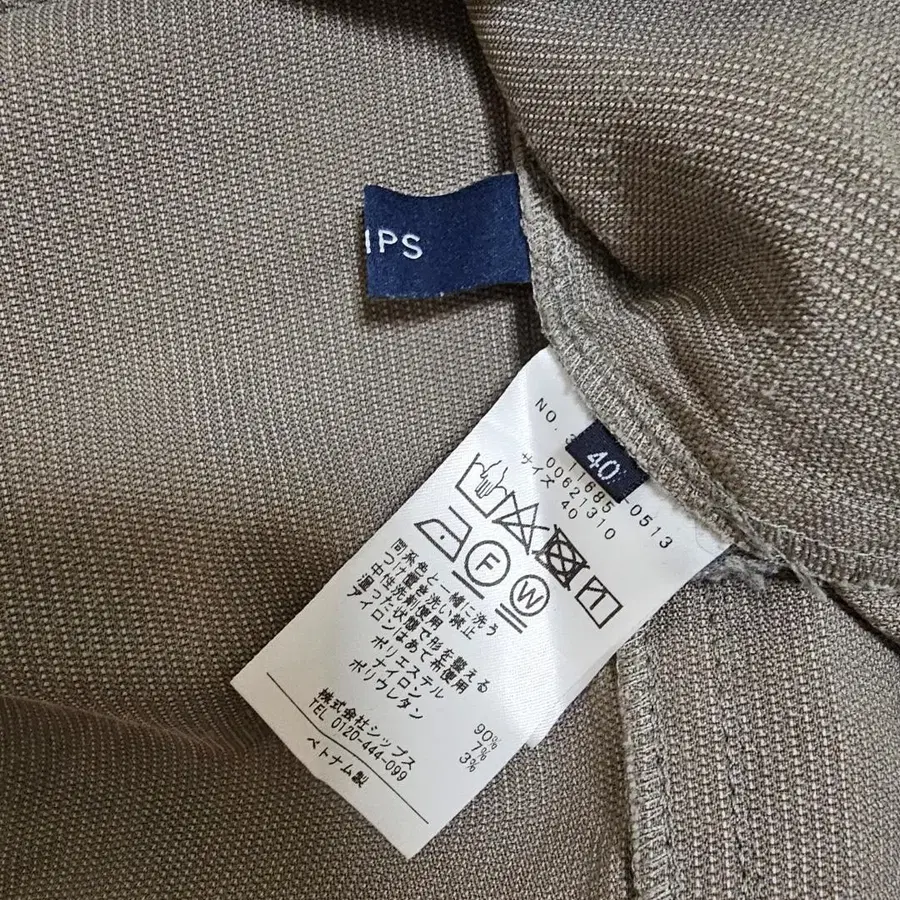 IPS
40
NO. 3
11685 0513
00621310
サイズ 40
F
W
同系色と一緒に洗う
つけ置き洗い禁止
中性洗剤使用
湿った状態で形を整える
アイロンはあて布使用
ポリエステル 90%
ナイロン 7%
ポリウレタン 3%
株式会社シップス
TEL 0120-444-099
ベトナム製